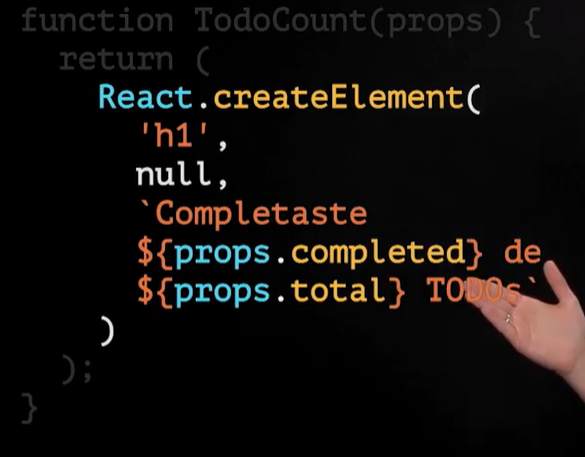 function TodoCount(props) {
return (
React.createElement(
'h1',
null,
`Completaste
${props.completed} de
${props.total} TODOs`
)
);
}